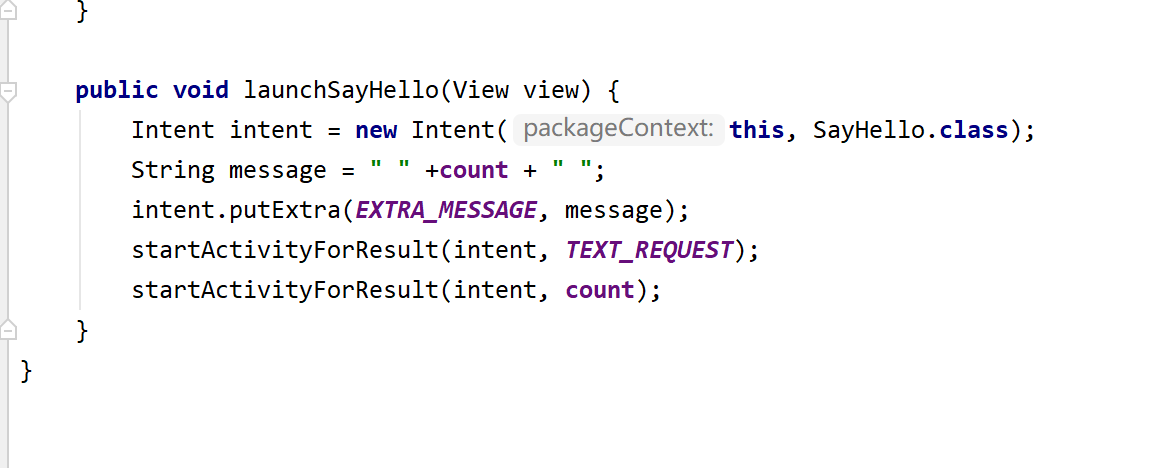 }
public void launchSayHello(View view) {
Intent intent = new Intent( packageContext: this, SayHello.class);
String message = " " +count + " ";
intent.putExtra(EXTRA_MESSAGE, message);
startActivityForResult(intent, TEXT_REQUEST);
startActivityForResult(intent, count);
}
}